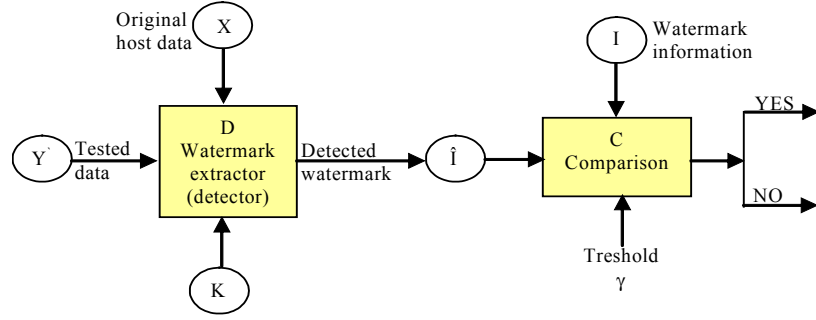 Original
host data
X
I
Watermark
information
Y`
Tested
data
D
Watermark
extractor
(detector)
Detected
watermark
Î
C
Comparison
YES
NO
K
Treshold
γ